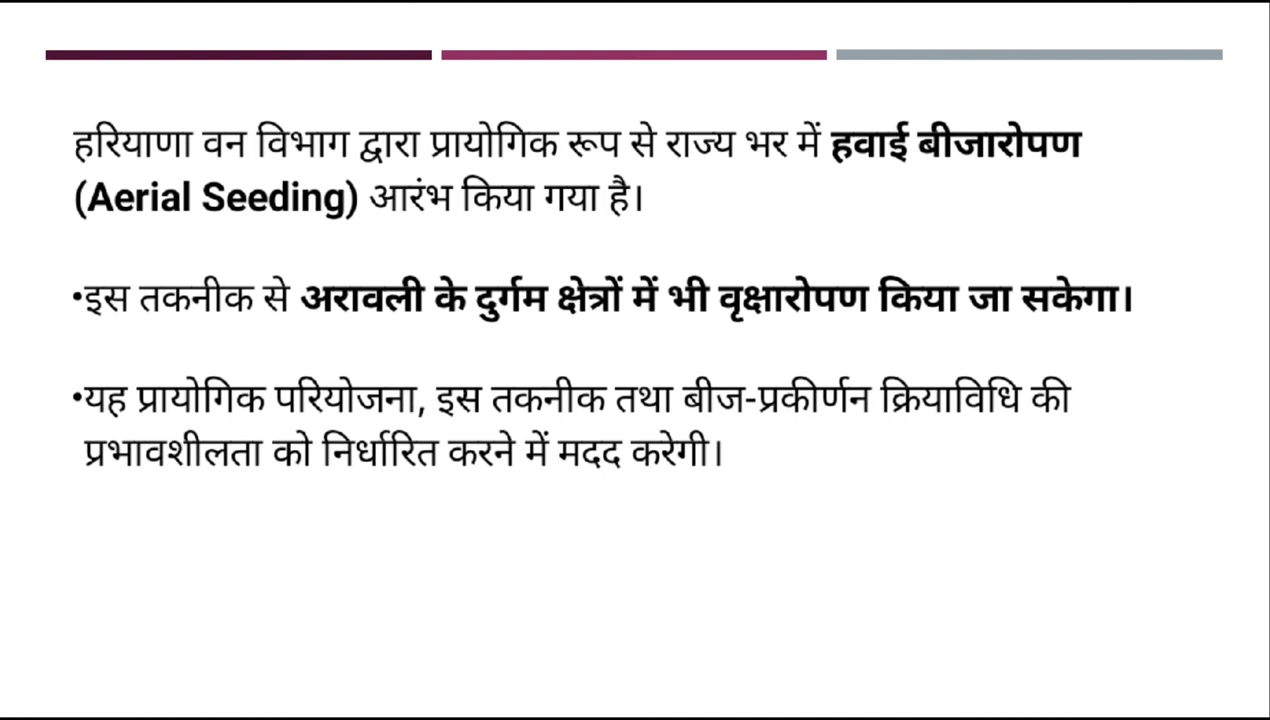 हरियाणा वन विभाग द्वारा प्रायोगिक रूप से राज्य भर में हवाई बीजारोपण
(Aerial Seeding) आरंभ किया गया है।
•इस तकनीक से अरावली के दुर्गम क्षेत्रों में भी वृक्षारोपण किया जा सकेगा।
•यह प्रायोगिक परियोजना, इस तकनीक तथा बीज-प्रकीर्णन क्रियाविधि की
प्रभावशीलता को निर्धारित करने में मदद करेगी।